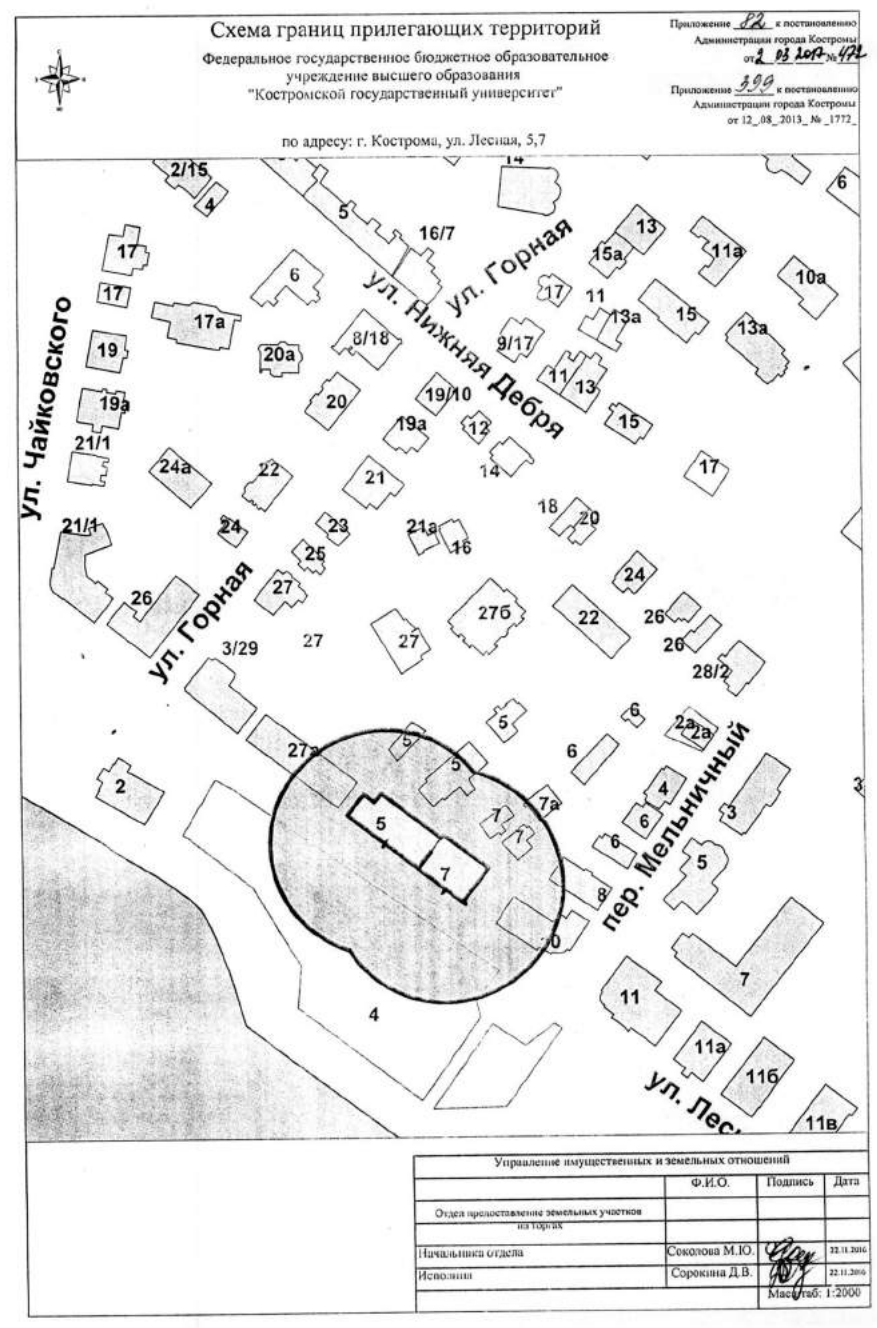 Схема границ прилегающих территорий
Федеральное государственное бюджетное образовательное
учреждение высшего образования
"Костромской государственный университет"
по адресу: г. Кострома, ул. Лесная, 5,7
Приложение 82 к постановлению
Администрации города Костромы
от 2 03 2017 № 472
Приложение 399 к постановлению
Администрации города Костромы
от 12_.08_.2013_ № _1772_
2/15
4
5
14
6
16/7
ул. Горная
13
15а
11а
10а
17
17
6
17
11
13а
15
13а
17а
ул. Нижняя Дебря
8/18
9/17
19
20а
11
13
ул. Чайковского
19а
20
19/10
19а
12
15
21/1
24а
22
21
14
17
21/1
24
23
21а
16
18
20
25
26
27
24
ул. Горная
27
27
27б
22
26
26
3/29
28/2
5
6
2а
2а
27а
5
5
6
2
4
3
3
7а
5
7
7
6
6
5
7
8
пер. Мельничный
10
7
4
11
11а
11б
ул. Лес
11в
Управление имущественных и земельных отношений
Ф.И.О. Подпись Дата
Отдел предоставление земельных участков
на торгах
Начальника отдела Соколова М.Ю. 22.11.2016
Исполнил Сорокина Д.В. 22.11.2016
Масштаб: 1:2000